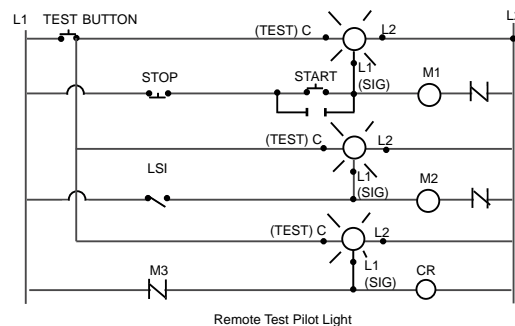 L1 TEST BUTTON
(TEST) C L2
STOP START L1 (SIG) M1
(TEST) C L2
LSI L1 (SIG) M2
(TEST) C L2
M3 L1 (SIG) CR
Remote Test Pilot Light